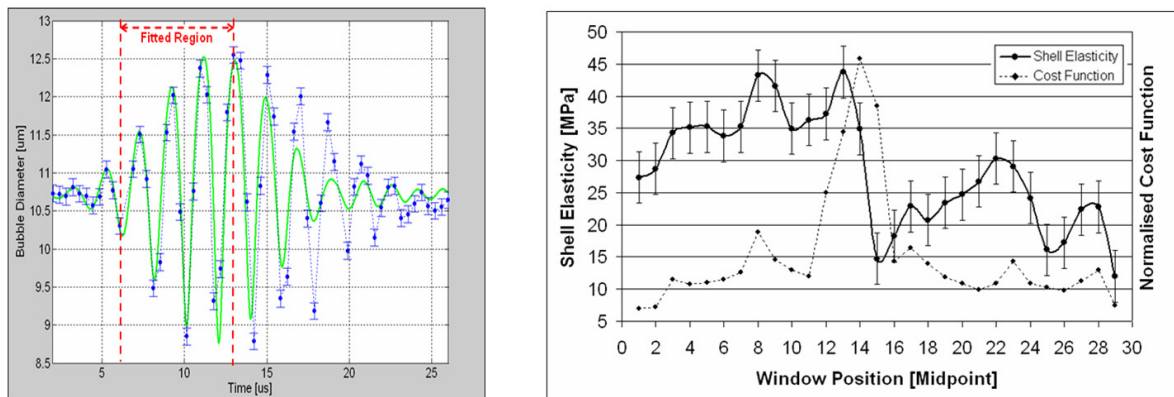 Fitted Region
Bubble Diameter [um]
13
12.5
12
11.5
11
10.5
10
9.5
9
8.5
5
10
15
20
25
Time [us]
Shell Elasticity [MPa]
50
45
40
35
30
25
20
15
10
5
Shell Elasticity
Cost Function
Normalised Cost Function
0 2 4 6 8 10 12 14 16 18 20 22 24 26 28 30
Window Position [Midpoint]